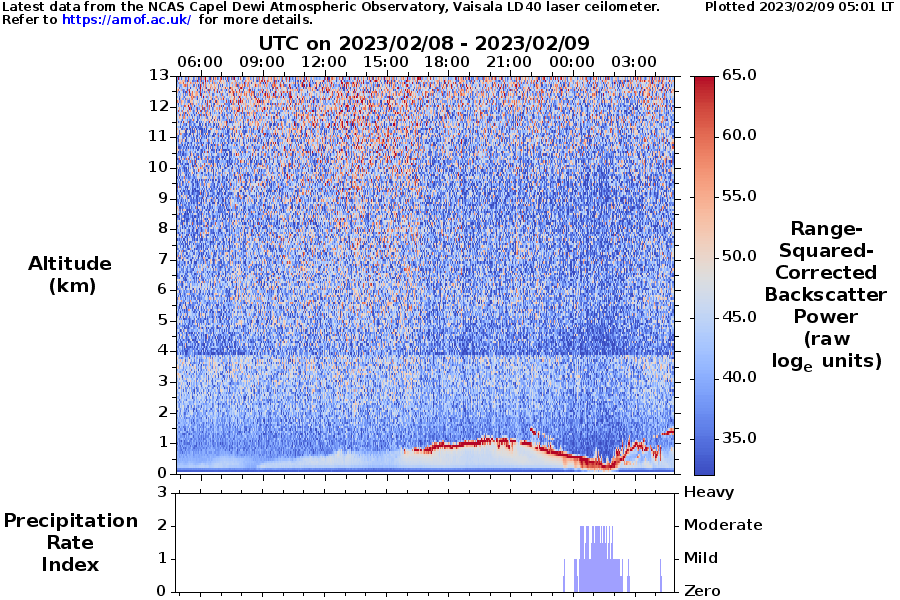 Latest data from the NCAS Capel Dewi Atmospheric Observatory, Vaisala LD40 laser ceilometer.
Plotted 2023/02/09 05:01 LT
Refer to https://amof.ac.uk/ for more details.
UTC on 2023/02/08 - 2023/02/09
06:00 09:00 12:00 15:00 18:00 21:00 00:00 03:00
13
12
11
10
9
8
7
6
5
4
3
2
1
0
Altitude
(km)
65.0
60.0
55.0
50.0
45.0
40.0
35.0
Range-
Squared-
Corrected
Backscatter
Power
(raw
loge units)
3
2
1
0
Precipitation
Rate
Index
Heavy
Moderate
Mild
Zero